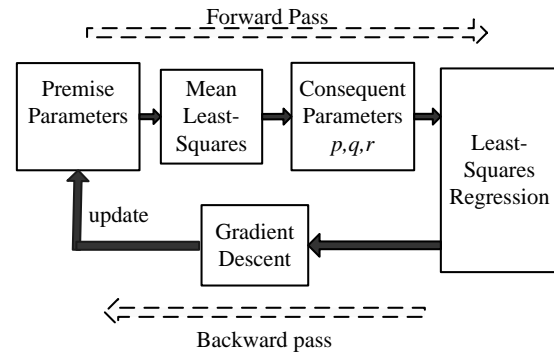 Forward Pass
Premise
Parameters
Mean
Least-
Squares
Consequent
Parameters
p,q,r
Least-
Squares
Regression
update
Gradient
Descent
Backward pass